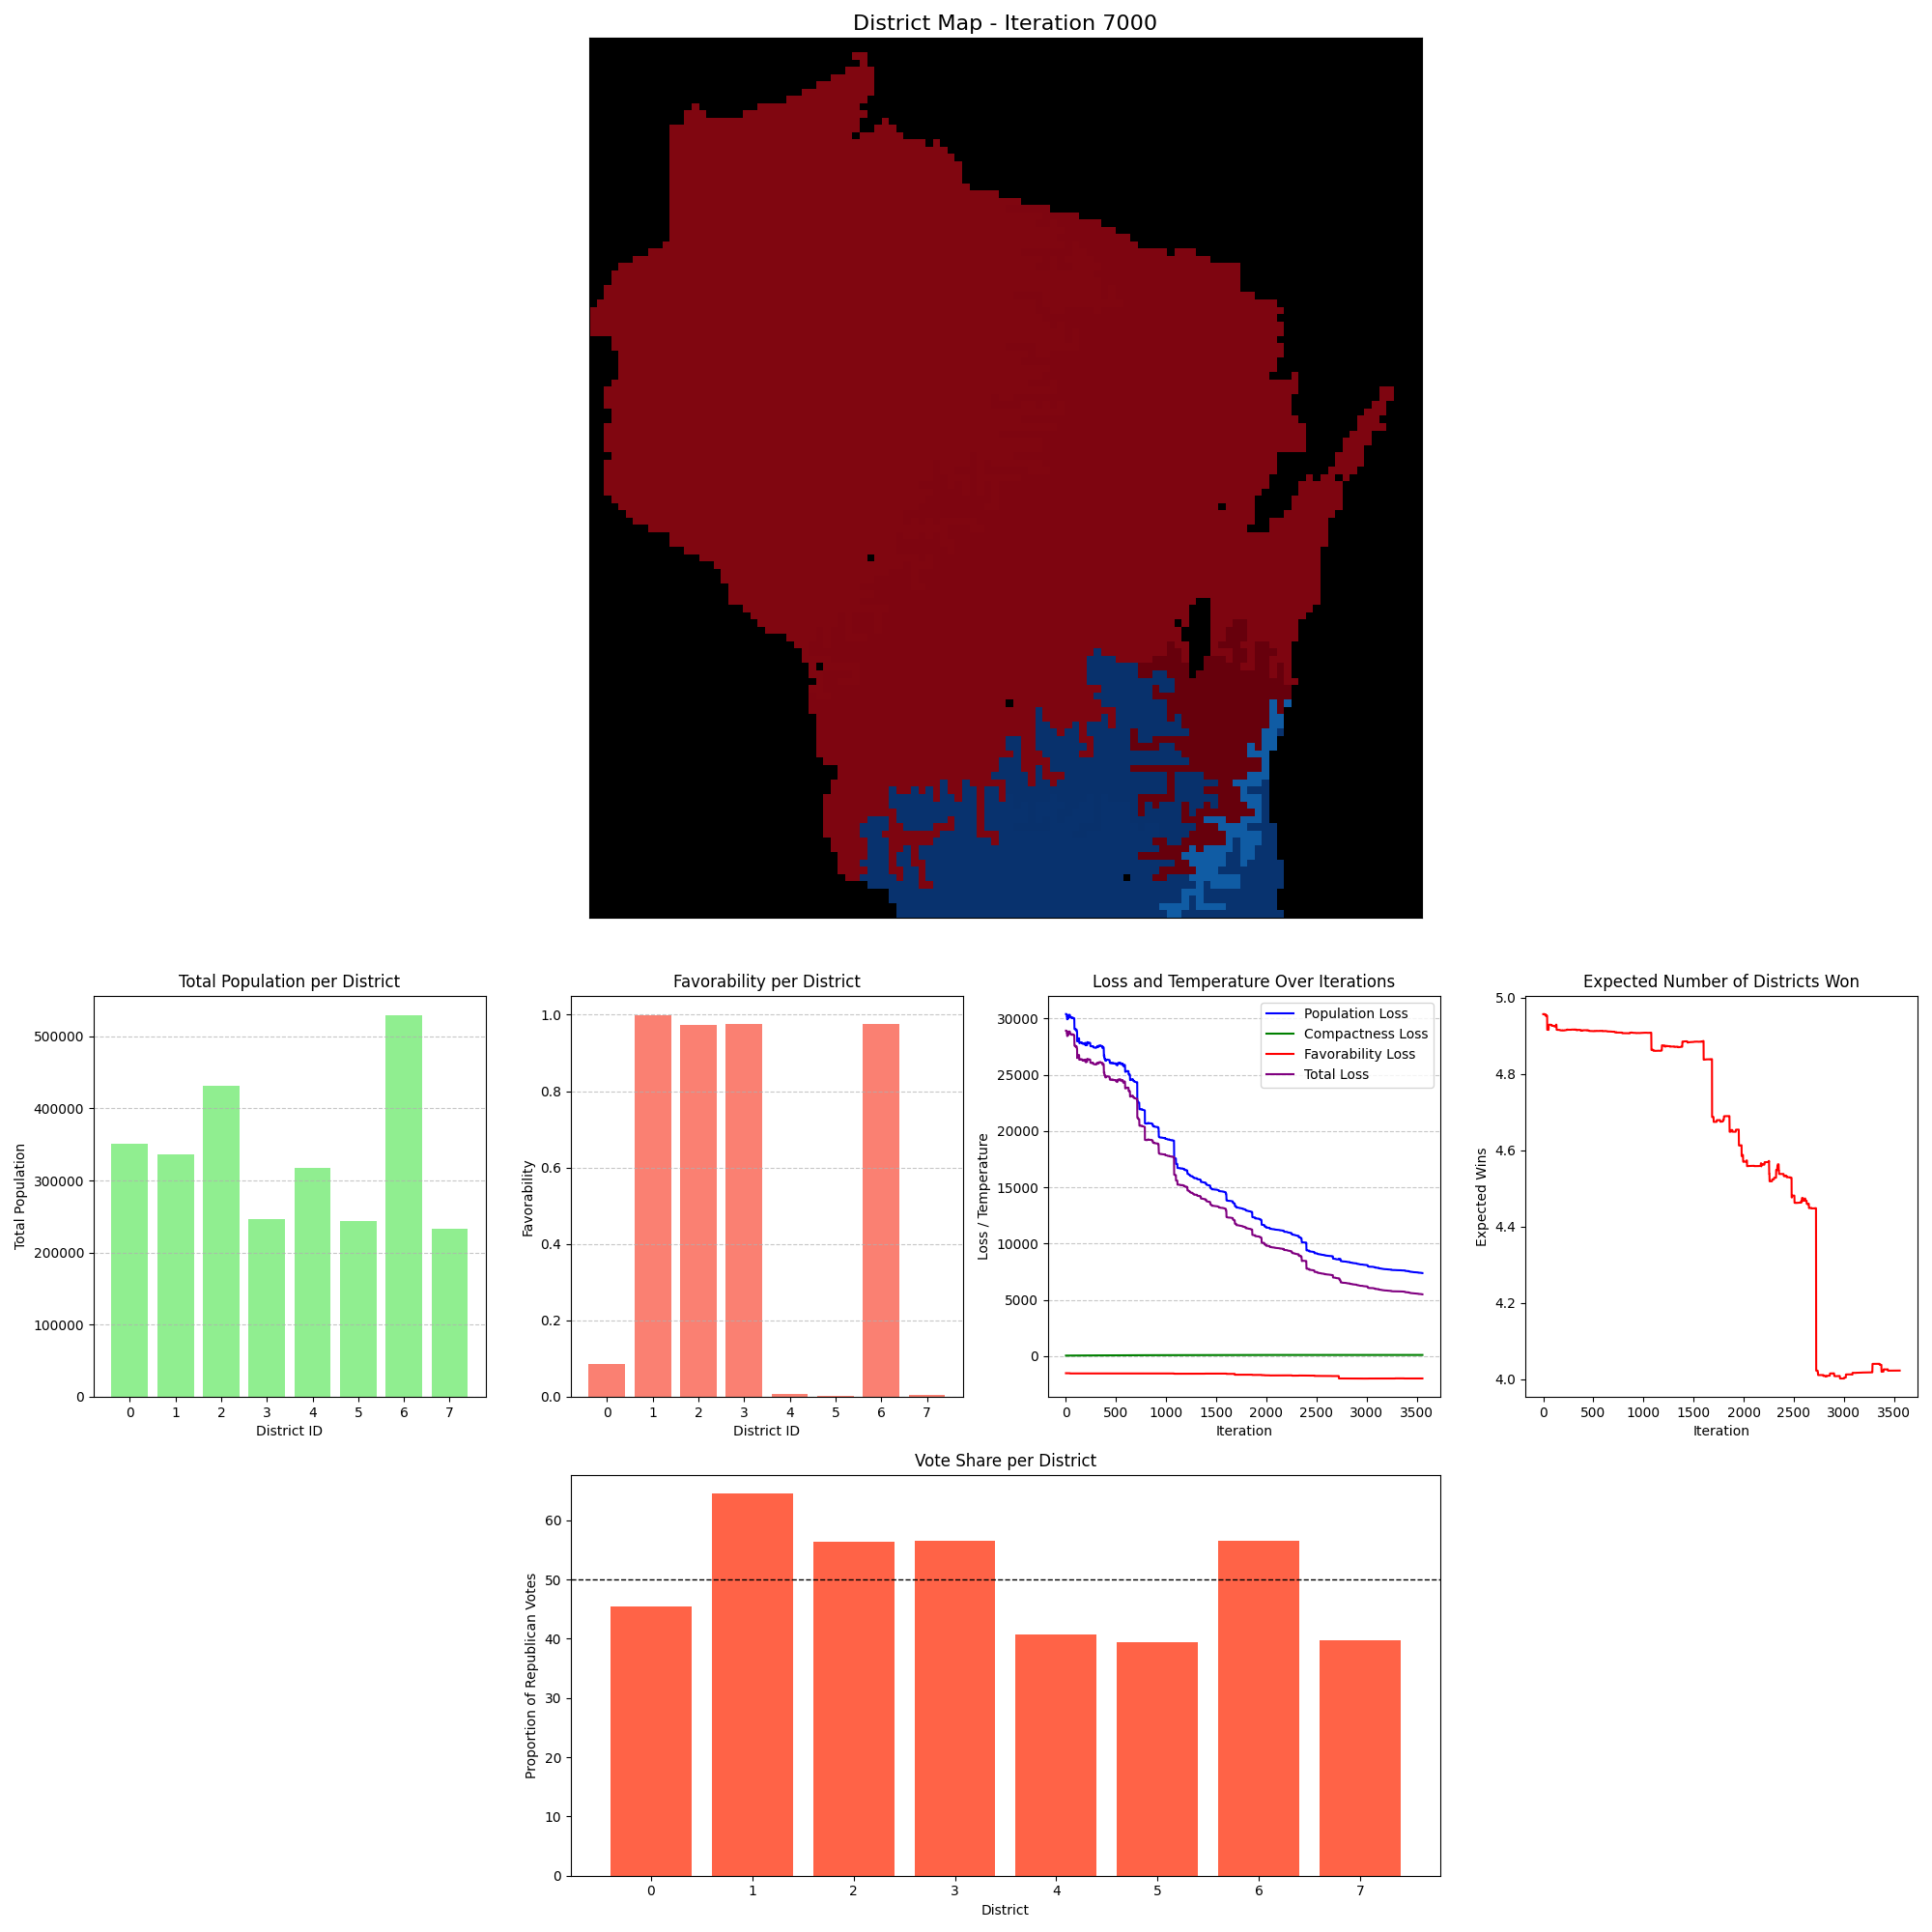 District Map - Iteration 7000
Total Population per District
Total Population
500000
400000
300000
200000
100000
0
0 1 2 3 4 5 6 7
District ID
Favorability per District
Favorability
1.0
0.8
0.6
0.4
0.2
0.0
0 1 2 3 4 5 6 7
District ID
Loss and Temperature Over Iterations
Loss / Temperature
30000
25000
20000
15000
10000
5000
0
Population Loss
Compactness Loss
Favorability Loss
Total Loss
0 500 1000 1500 2000 2500 3000 3500
Iteration
Expected Number of Districts Won
Expected Wins
5.0
4.8
4.6
4.4
4.2
4.0
0 500 1000 1500 2000 2500 3000 3500
Iteration
Vote Share per District
Proportion of Republican Votes
60
50
40
30
20
10
0
0 1 2 3 4 5 6 7
District